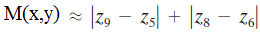 M(x,y) ≈ |z₉ − z₅| + |z₈ − z₆|